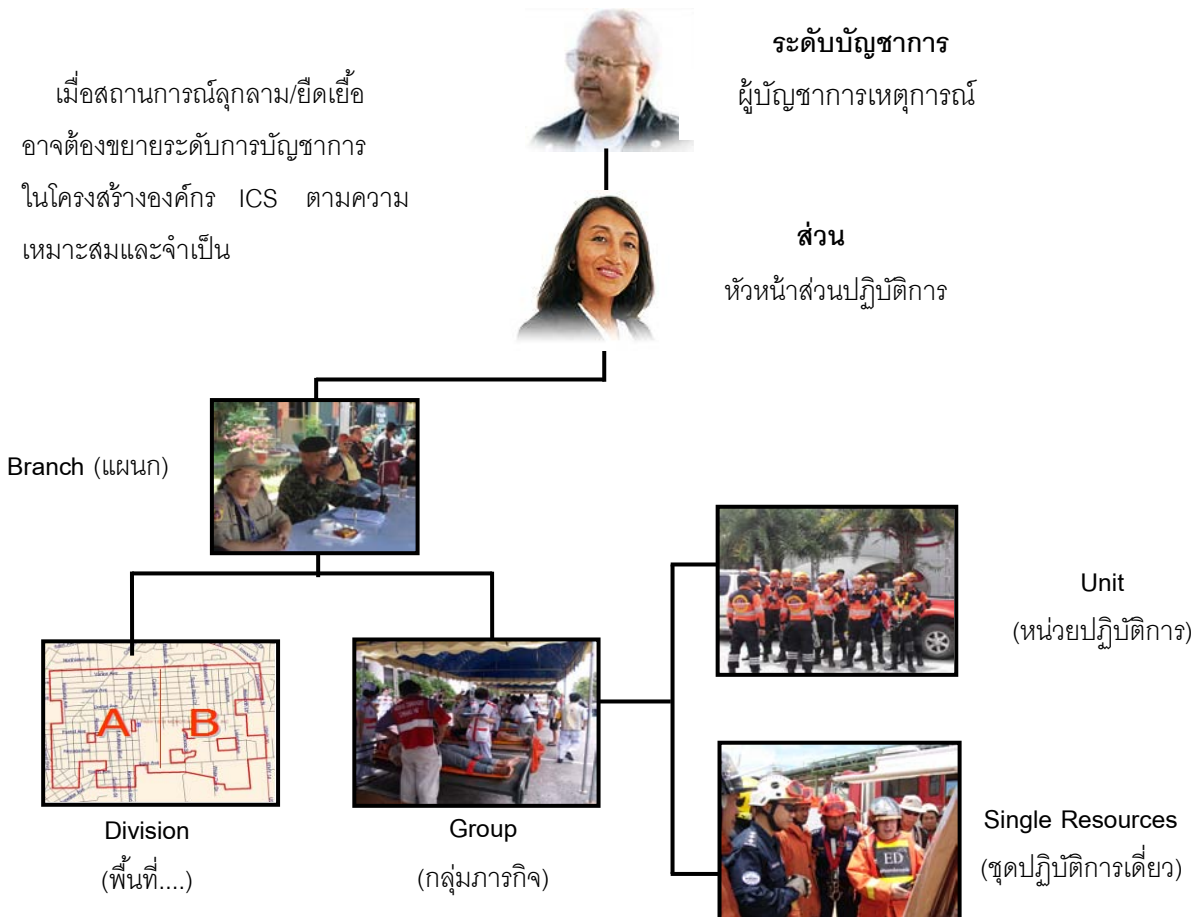 ระดับบัญชาการ
ผู้บัญชาการเหตุการณ์
เมื่อสถานการณ์ลุกลาม/ยืดเยื้อ
อาจต้องขยายระดับการบัญชาการ
ในโครงสร้างองค์กร ICS ตามความ
เหมาะสมและจำเป็น
ส่วน
หัวหน้าส่วนปฏิบัติการ
Branch (แผนก)
Unit
(หน่วยปฏิบัติการ)
A B
Division
(พื้นที่....)
Group
(กลุ่มภารกิจ)
ED
Single Resources
(ชุดปฏิบัติการเดี่ยว)